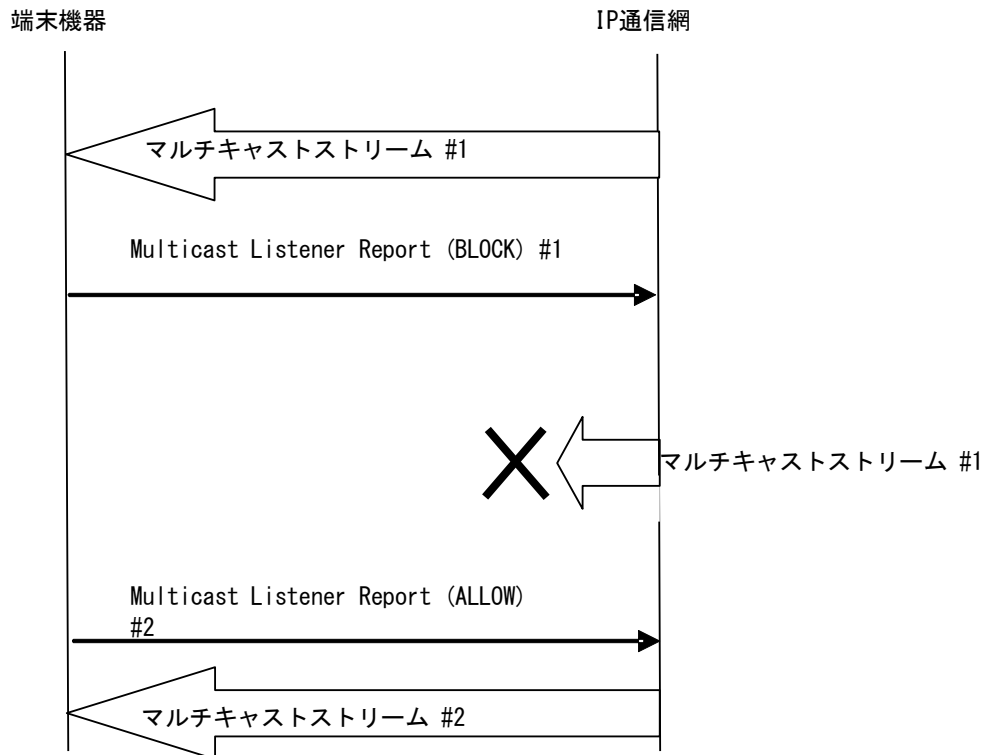 端末機器
IP通信網
マルチキャストストリーム #1
Multicast Listener Report (BLOCK) #1
マルチキャストストリーム #1
Multicast Listener Report (ALLOW)
#2
マルチキャストストリーム #2